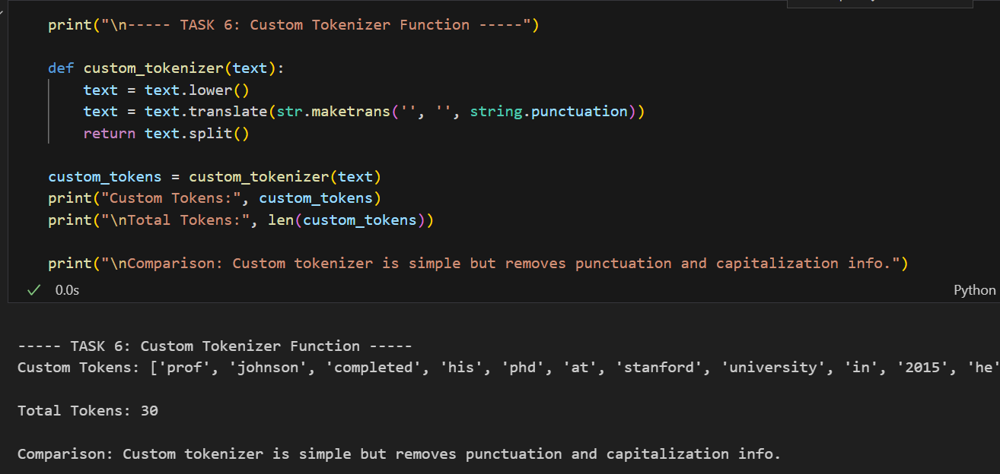 print("\n----- TASK 6: Custom Tokenizer Function -----")
def custom_tokenizer(text):
text = text.lower()
text = text.translate(str.maketrans('', '', string.punctuation))
return text.split()
custom_tokens = custom_tokenizer(text)
print("Custom Tokens:", custom_tokens)
print("\nTotal Tokens:", len(custom_tokens))
print("\nComparison: Custom tokenizer is simple but removes punctuation and capitalization info.")
0.0s
Python
----- TASK 6: Custom Tokenizer Function -----
Custom Tokens: ['prof', 'johnson', 'completed', 'his', 'phd', 'at', 'stanford', 'university', 'in', '2015', 'he'
Total Tokens: 30
Comparison: Custom tokenizer is simple but removes punctuation and capitalization info.